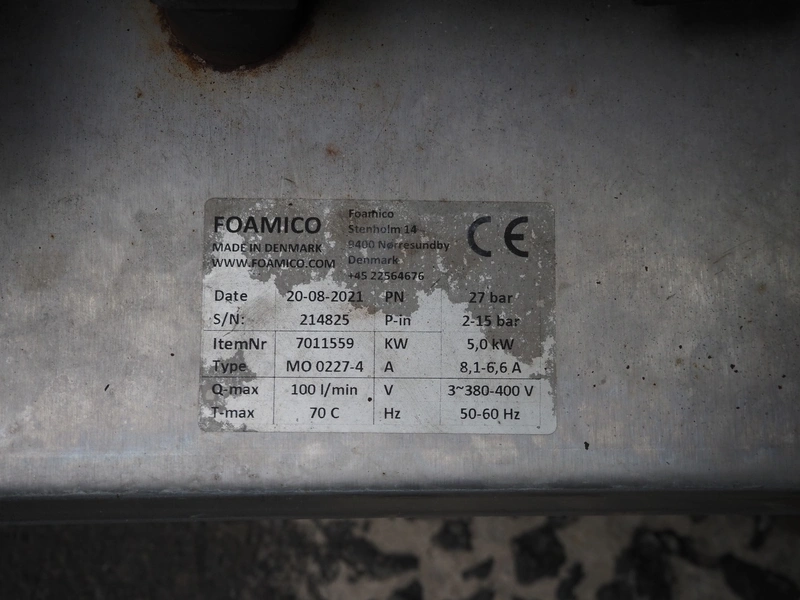 FOAMICO
MADE IN DENMARK
WWW.FOAMICO.COM
Foamico
Stenholm 14
9400 Nørresundby
Denmark
+45 22564676
CE
Date 20-08-2021 PN 27 bar
S/N: 214825 P-in 2-15 bar
ItemNr 7011559 KW 5,0 kW
Type MO 0227-4 A 8,1-6,6 A
Q-max 100 l/min V 3~380-400 V
T-max 70 C Hz 50-60 Hz